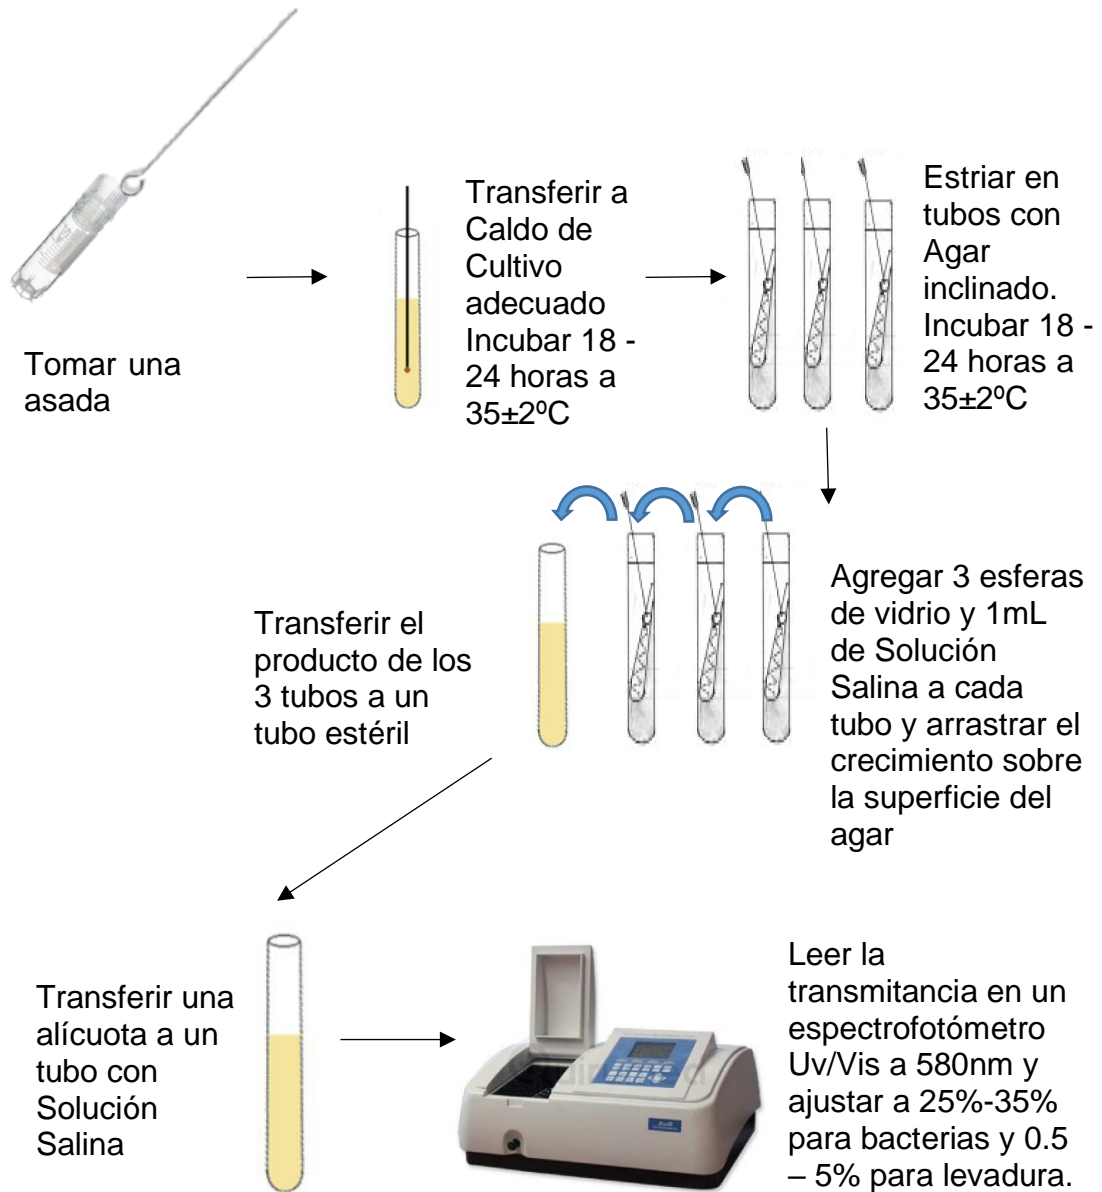 Tomar una
asada
Transferir a
Caldo de
Cultivo
adecuado
Incubar 18 -
24 horas a
35±2ºC
Estriar en
tubos con
Agar
inclinado.
Incubar 18 -
24 horas a
35±2ºC
Agregar 3 esferas
de vidrio y 1mL
de Solución
Salina a cada
tubo y arrastrar el
crecimiento sobre
la superficie del
agar
Transferir el
producto de los
3 tubos a un
tubo estéril
Transferir una
alícuota a un
tubo con
Solución
Salina
Leer la
transmitancia en un
espectrofotómetro
Uv/Vis a 580nm y
ajustar a 25%-35%
para bacterias y 0.5
– 5% para levadura.